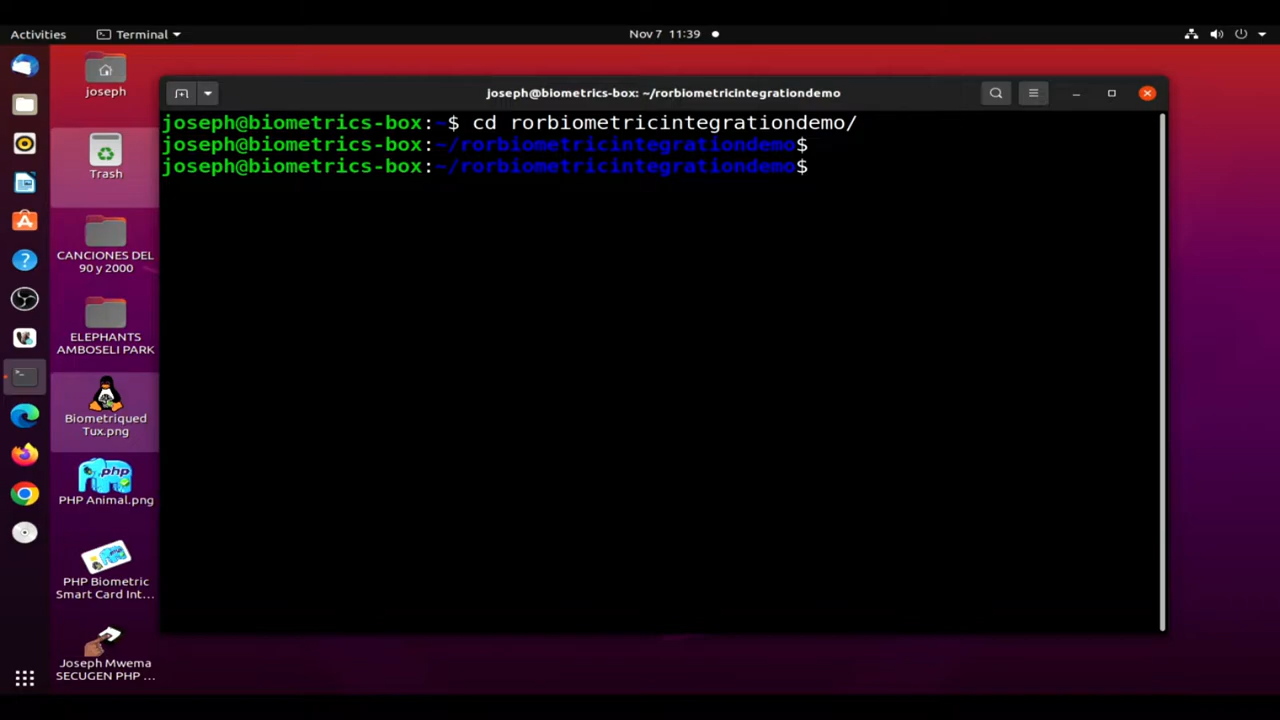 Activities
Terminal
Nov 7 11:39
joseph
Trash
CANCIONES DEL
90 y 2000
ELEPHANTS
AMBOSELI PARK
Biometriqued
Tux.png
php
PHP Animal.png
PHP Biometric
Smart Card Int...
Joseph Mwema
SECUGEN PHP ...
joseph@biometrics-box: ~/rorbiometricintegrationdemo
joseph@biometrics-box:~$ cd rorbiometricintegrationdemo/
joseph@biometrics-box:~/rorbiometricintegrationdemo$
joseph@biometrics-box:~/rorbiometricintegrationdemo$